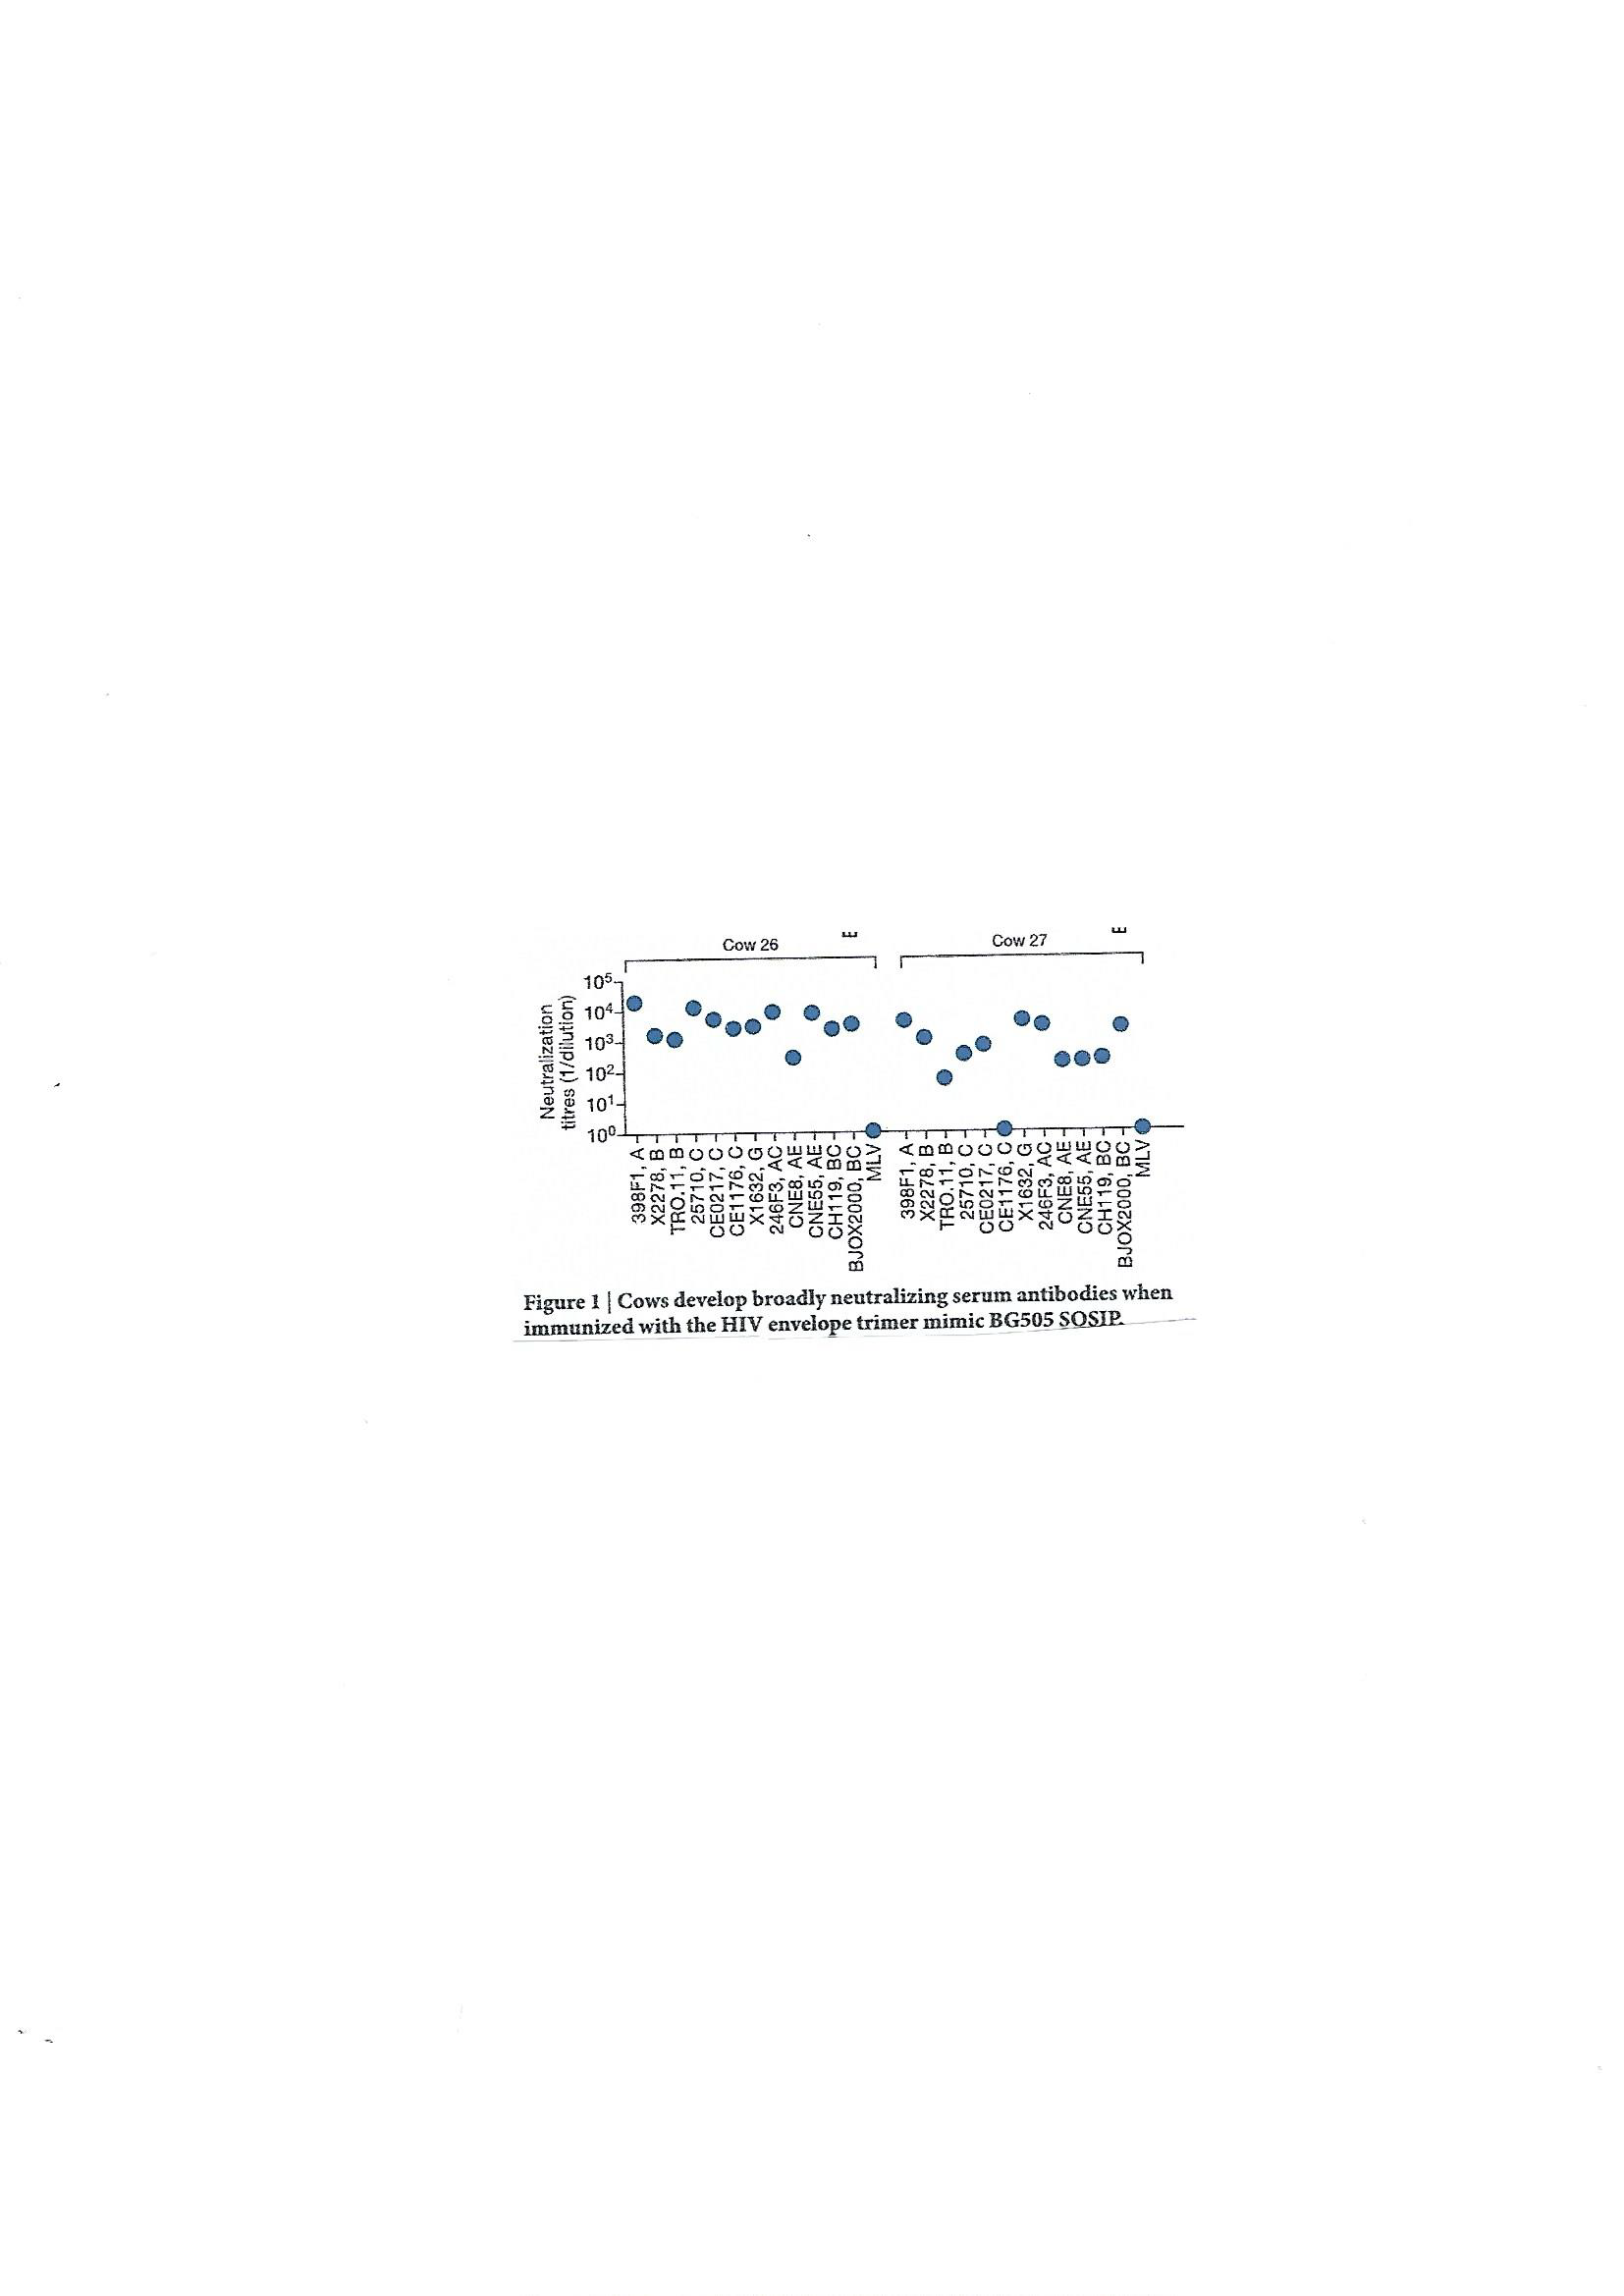 Cow 26
Cow 27
Neutralization
titres (1/dilution)
10⁵
10⁴
10³
10²
10¹
10⁰
398F1, A
X2278, B
TRO.11, B
25710, C
CE0217, C
CE1176, C
X1632, G
246F3, AC
CNE8, AE
CNE55, AE
CH119, BC
BJOX2000, BC
MLV
398F1, A
X2278, B
TRO.11, B
25710, C
CE0217, C
CE1176, C
X1632, G
246F3, AC
CNE8, AE
CNE55, AE
CH119, BC
BJOX2000, BC
MLV
Figure 1 | Cows develop broadly neutralizing serum antibodies when
immunized with the HIV envelope trimer mimic BG505 SOSIP.